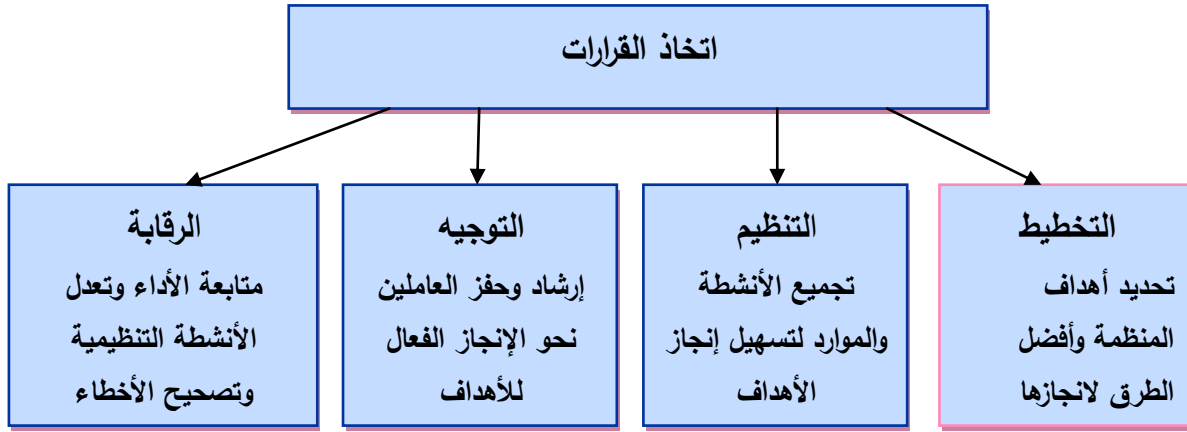 اتخاذ القرارات
التخطيط
تحديد أهداف
المنظمة وأفضل
الطرق لانجازها
التنظيم
تجميع الأنشطة
والموارد لتسهيل إنجاز
الأهداف
التوجيه
إرشاد وحفز العاملين
نحو الإنجاز الفعال
للأهداف
الرقابة
متابعة الأداء وتعدل
الأنشطة التنظيمية
وتصحيح الأخطاء